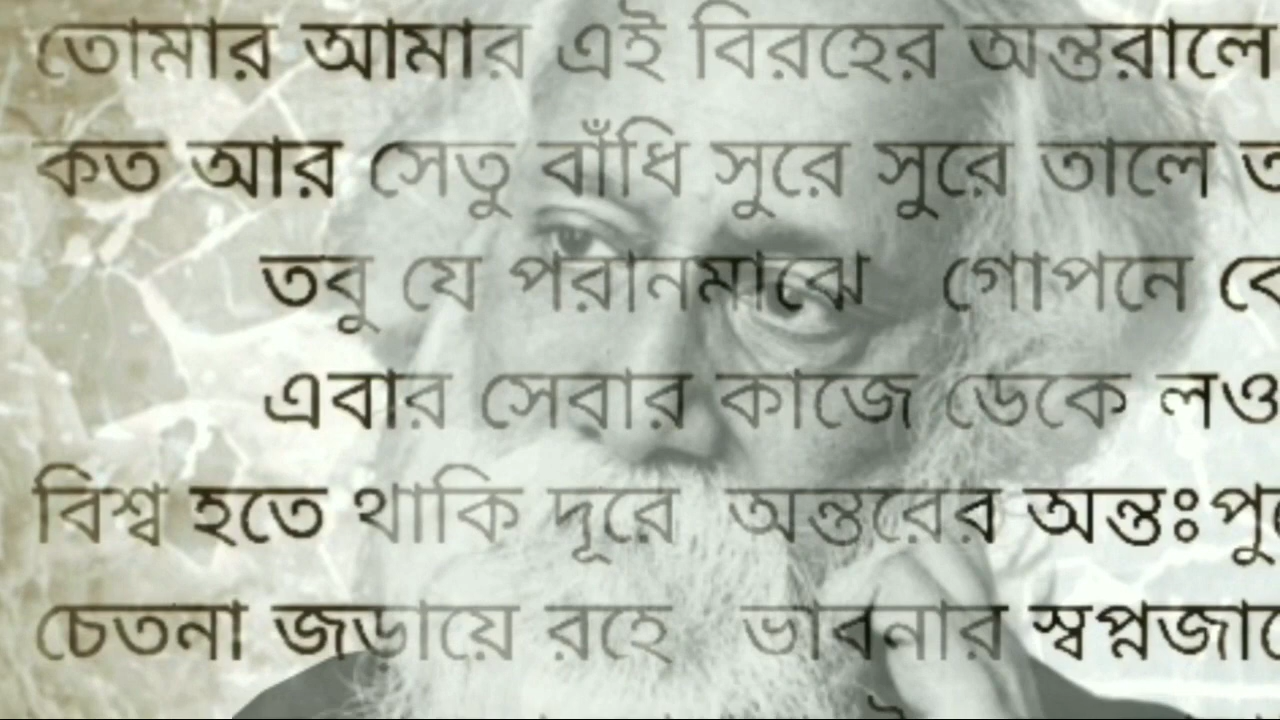 তোমার আমার এই বিরহের অন্তরালে
কত আর সেতু বাঁধি সুরে সুরে তালে
তবু যে পরানমাঝে গোপনে
এবার সেবার কাজে ডেকে
বিশ্ব হতে থাকি দূরে অন্তরের
চেতনা জড়ায়ে রহে ভাবনার